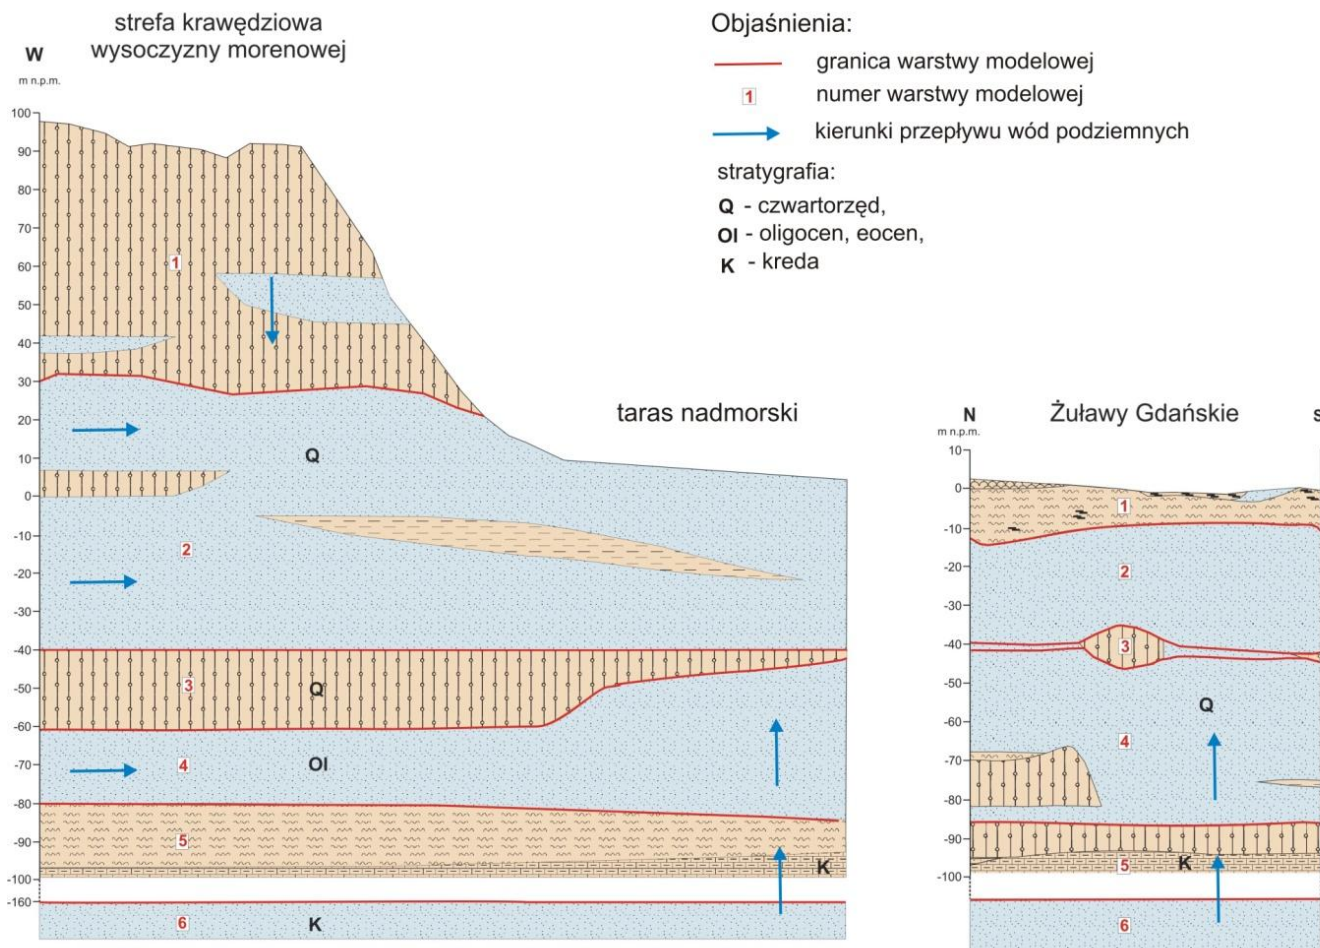 strefa krawędziowa
wysoczyzny morenowej
W
m n.p.m.
100
90
80
70
60
50
40
30
20
10
0
-10
-20
-30
-40
-50
-60
-70
-80
-90
-100
-160
1
Q
2
3
Q
4
Ol
5
K
6
K
taras nadmorski
Objaśnienia:
granica warstwy modelowej
1 numer warstwy modelowej
kierunki przepływu wód podziemnych
stratygrafia:
Q - czwartorzęd,
Ol - oligocen, eocen,
K - kreda
N Żuławy Gdańskie S
m n.p.m.
10
0
-10
-20
-30
-40
-50
-60
-70
-80
-90
-100
1
2
3
Q
4
5
K
6